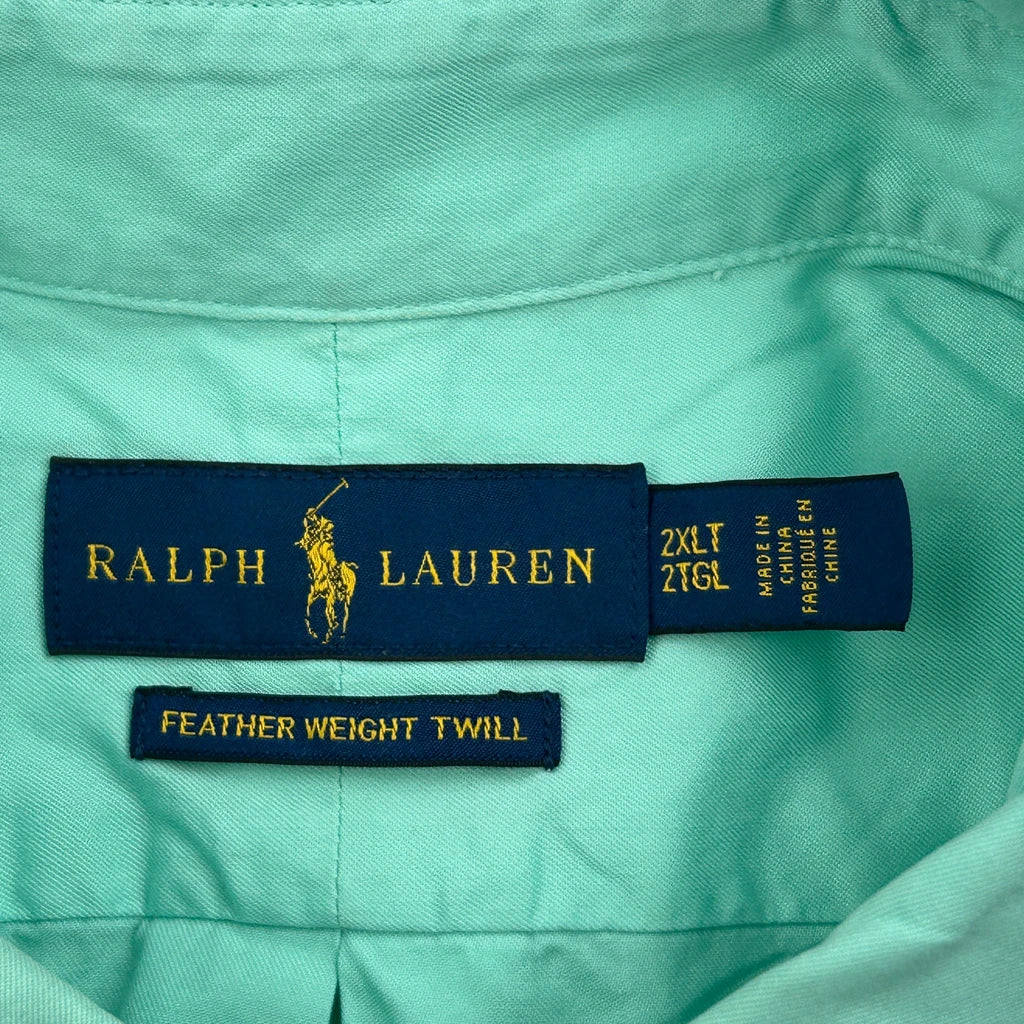 RALPH LAUREN
2XLT
2TGL
MADE IN
CHINA
FABRIQUÉ EN
CHINE
FEATHER WEIGHT TWILL